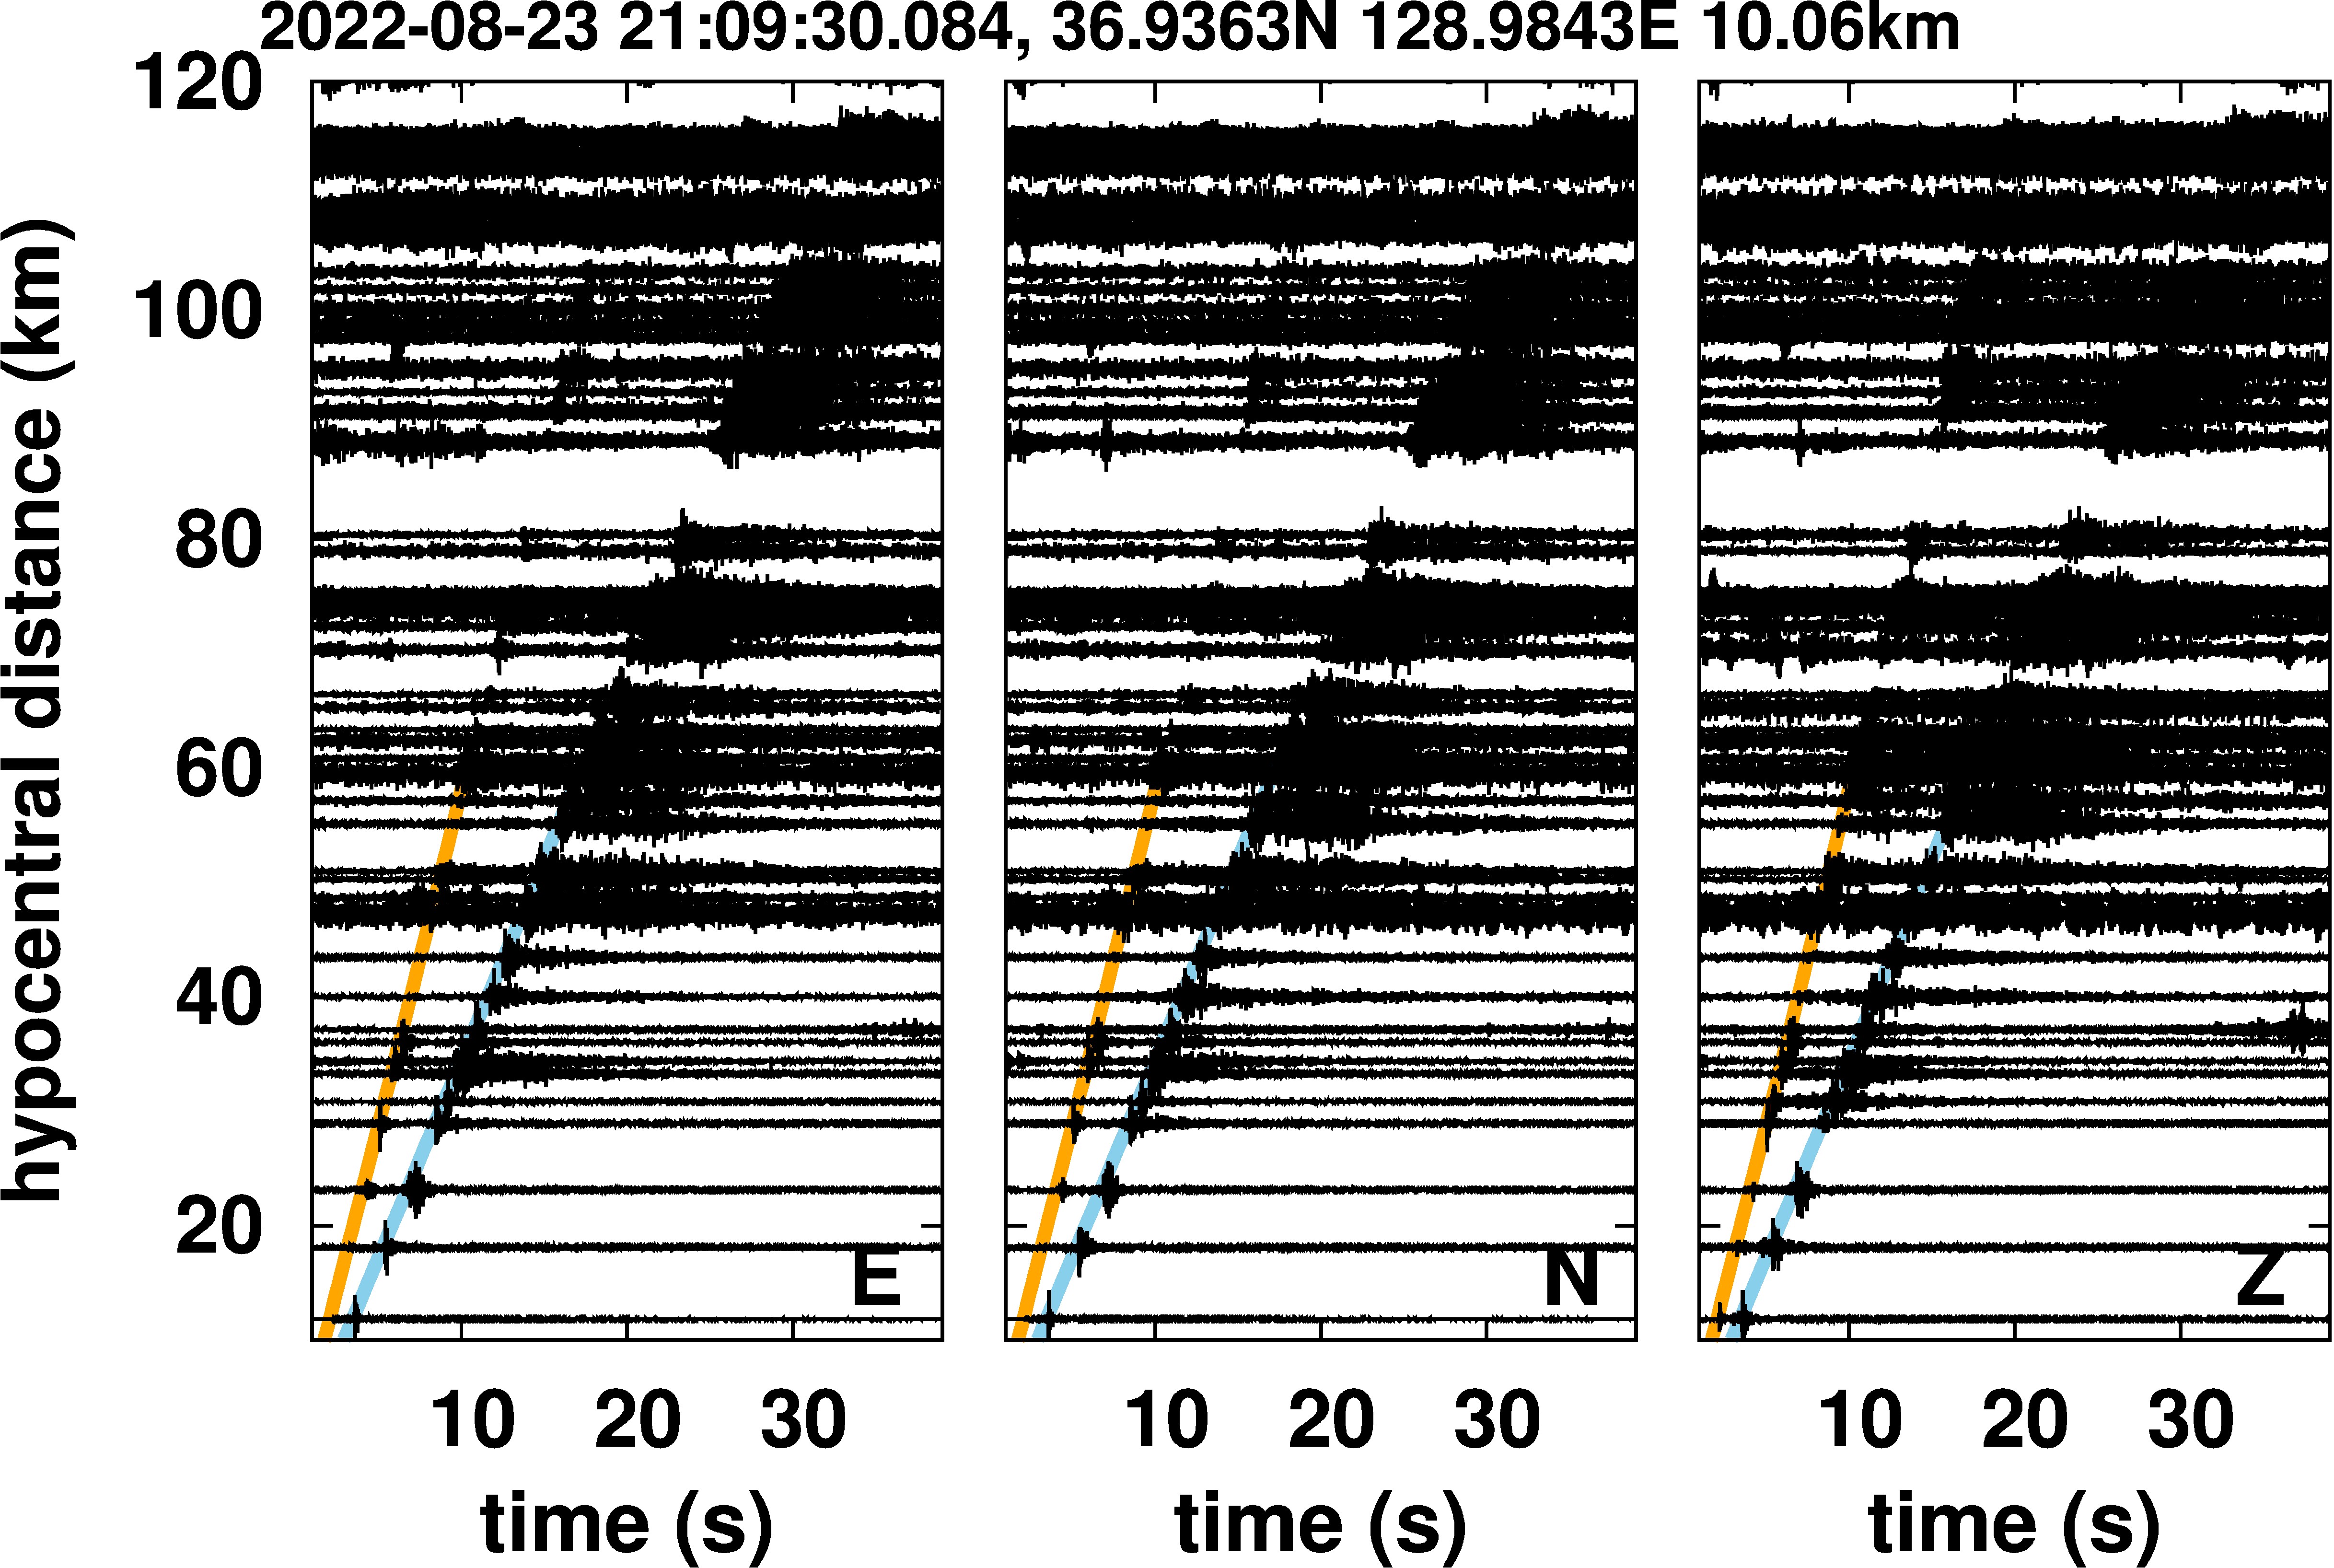 2022-08-23 21:09:30.084, 36.9363N 128.9843E 10.06km
hypocentral distance (km)
120
100
80
60
40
20
E
N
Z
10 20 30
10 20 30
10 20 30
time (s)
time (s)
time (s)